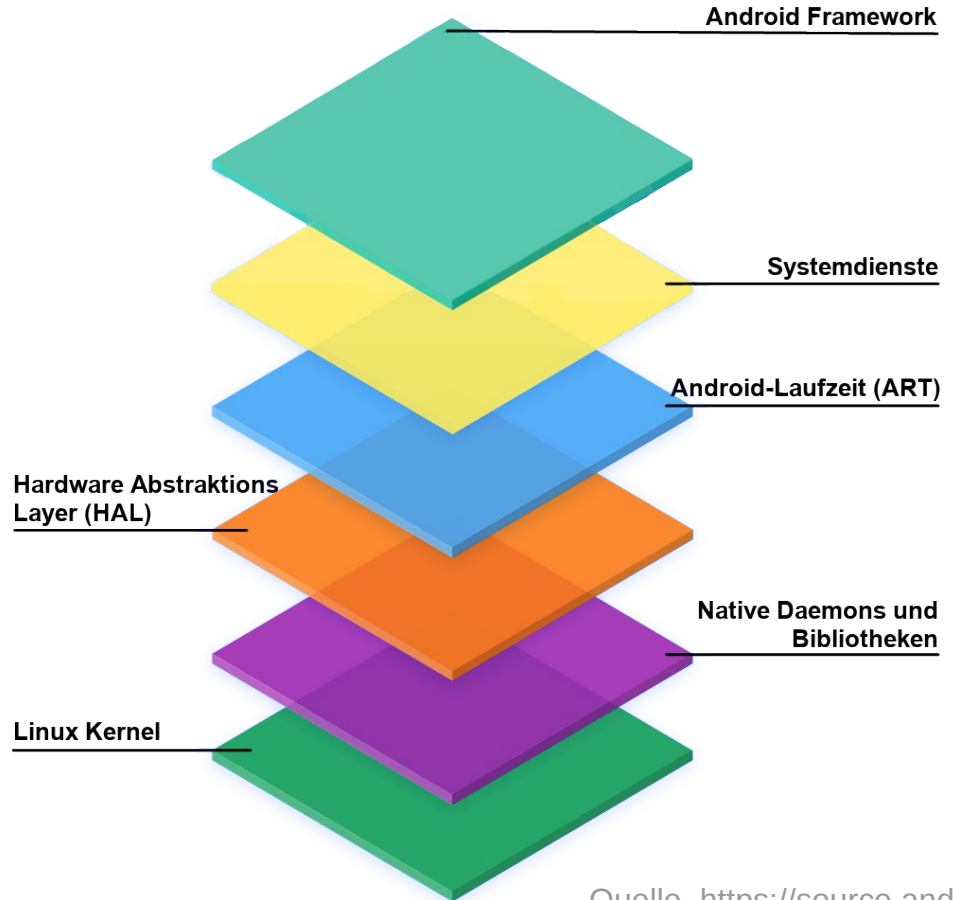 Android Framework
Systemdienste
Android-Laufzeit (ART)
Hardware Abstraktions
Layer (HAL)
Native Daemons und
Bibliotheken
Linux Kernel